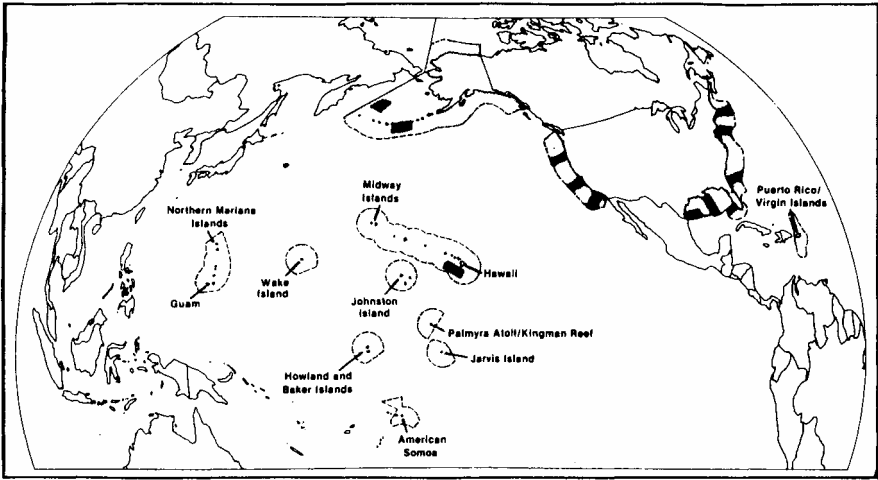 Midway
Islands
Puerto Rico/
Virgin Islands
Northern Mariana
Islands
Hawaii
Wake
Island
Guam
Johnston
Island
Palmyra Atoll/Kingman Reef
Jarvis Island
Howland and
Baker Islands
American
Somoa